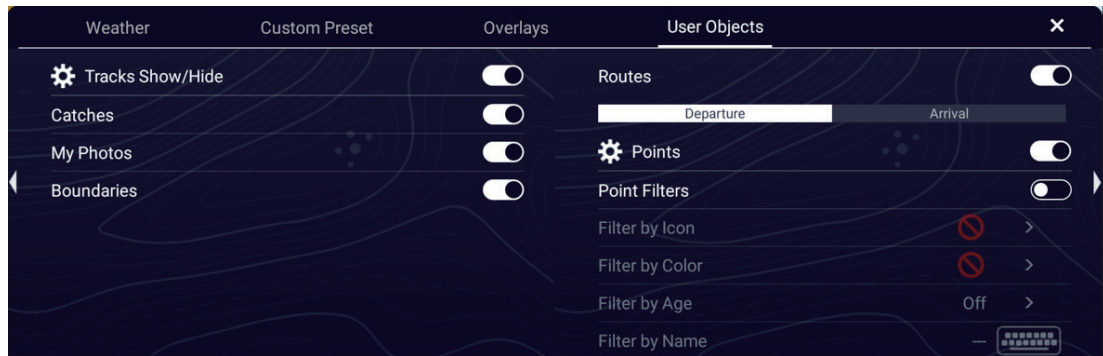 Weather
Custom Preset
Overlays
User Objects
Tracks Show/Hide
Catches
My Photos
Boundaries
Routes
Departure
Arrival
Points
Point Filters
Filter by Icon
Filter by Color
Filter by Age
Off
Filter by Name
---